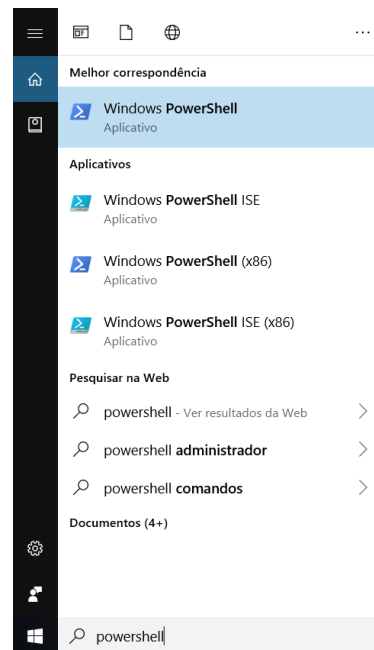 Melhor correspondência
Windows PowerShell
Aplicativo
Aplicativos
Windows PowerShell ISE
Aplicativo
Windows PowerShell (x86)
Aplicativo
Windows PowerShell ISE (x86)
Aplicativo
Pesquisar na Web
powershell - Ver resultados da Web
powershell administrador
powershell comandos
Documentos (4+)
powershell